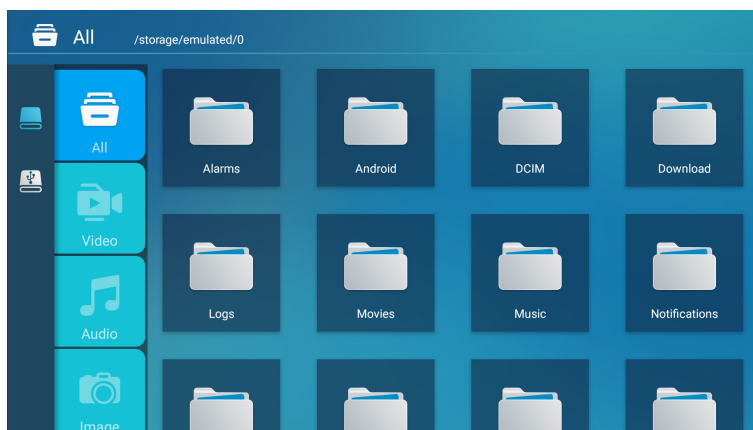 All /storage/emulated/0
All
Video
Audio
Image
Alarms Android DCIM Download
Logs Movies Music Notifications